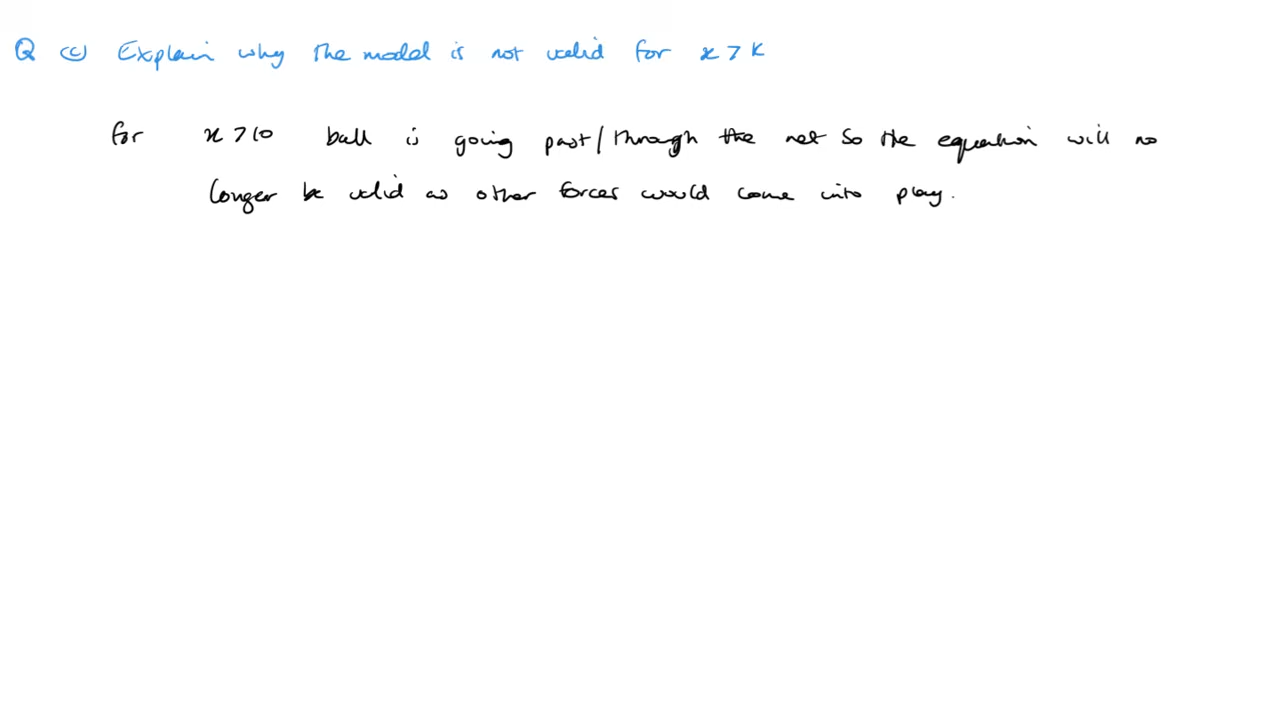 Q (c) Explain why the model is not valid for x > K
For x > 10 ball is going past/through the net so the equation will no
longer be valid as other forces would come into play.